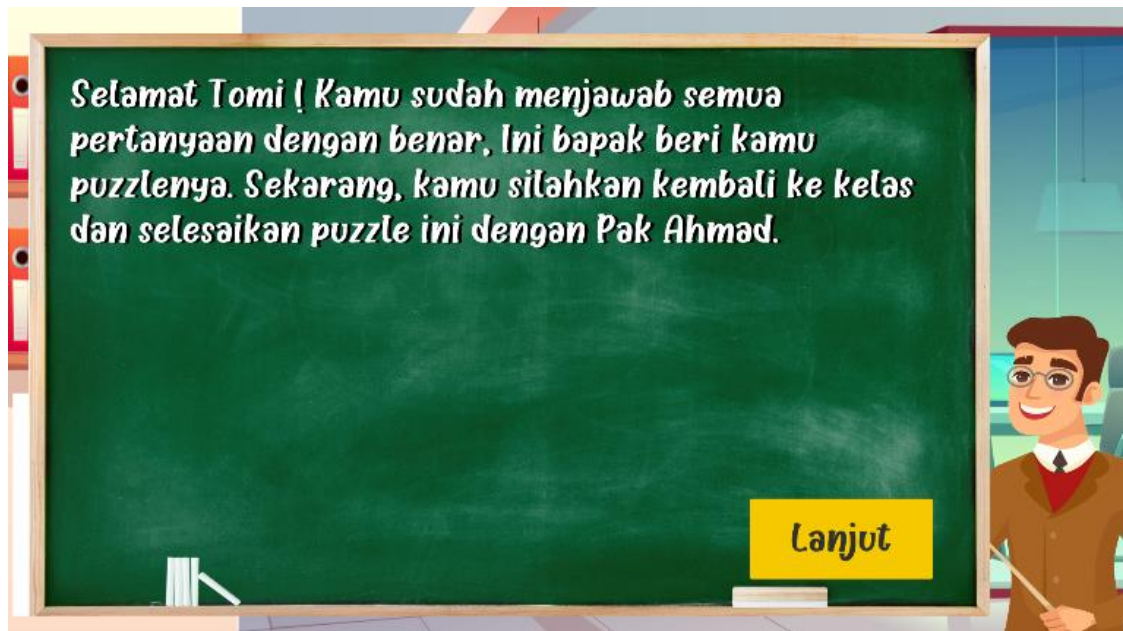 Selamat Tomi ! Kamu sudah menjawab semua
pertanyaan dengan benar, Ini bapak beri kamu
puzzlenya. Sekarang, kamu silahkan kembali ke kelas
dan selesaikan puzzle ini dengan Pak Ahmad.
Lanjut